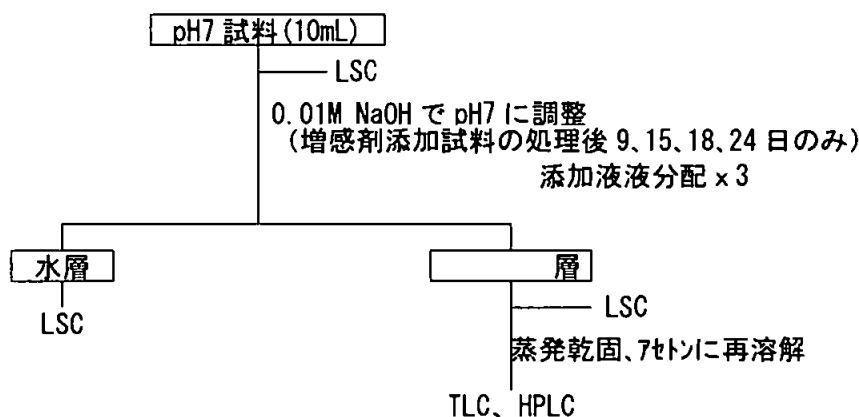 pH7 試料(10mL)
LSC
0.01M NaOH で pH7 に調整
(増感剤添加試料の処理後 9、15、18、24 日のみ)
添加液液分配 x 3
水層
層
LSC
LSC
蒸発乾固、アセトンに再溶解
TLC、HPLC